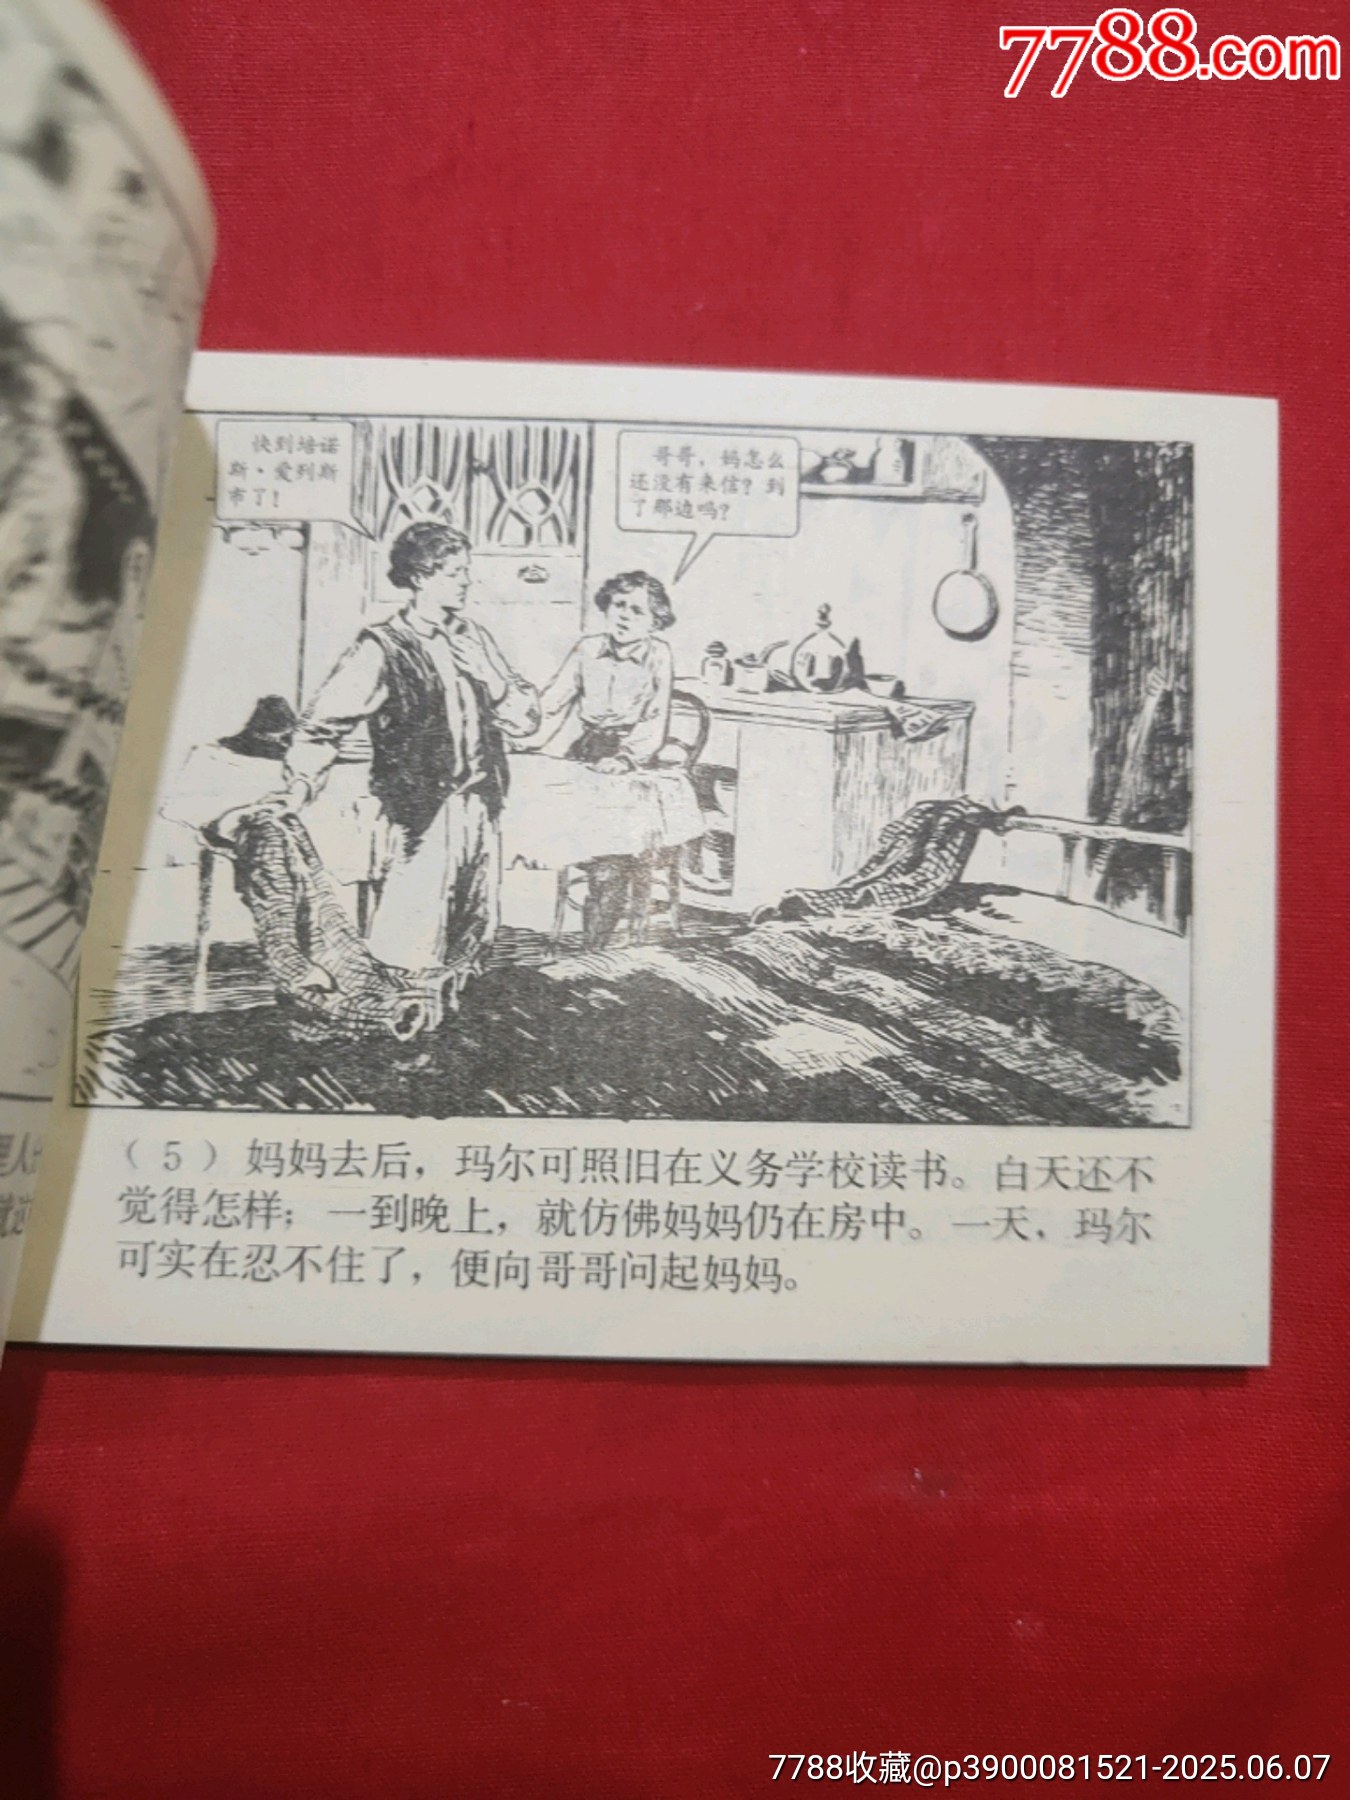 7788.com
快到培诺
斯·爱列斯
市了！
哥哥，妈怎么
还没有来信？到
了那边吗？
（5）妈妈去后，玛尔可照旧在义务学校读书。白天还不
觉得怎样；一到晚上，就仿佛妈妈仍在房中。一天，玛尔
可实在忍不住了，便向哥哥问起妈妈。
7788收藏@p3900081521-2025.06.07